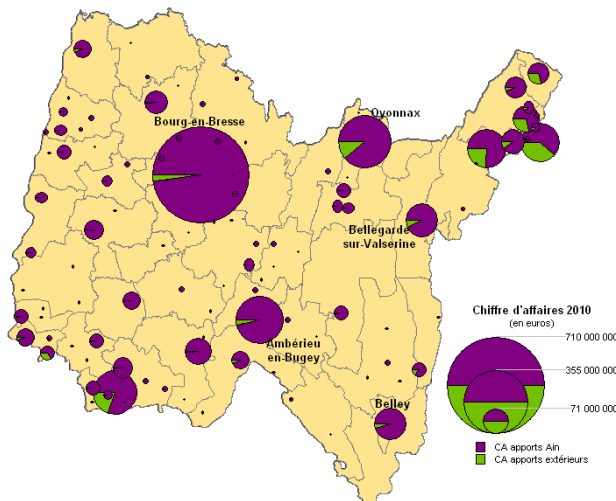 Bourg-en-Bresse
Oyonnax
Bellegarde
sur-Valserine
Ambérieu
en-Bugey
Belley
Chiffre d'affaires 2010
(en euros)
710 000 000
355 000 000
71 000 000
CA apports Ain
CA apports extérieurs